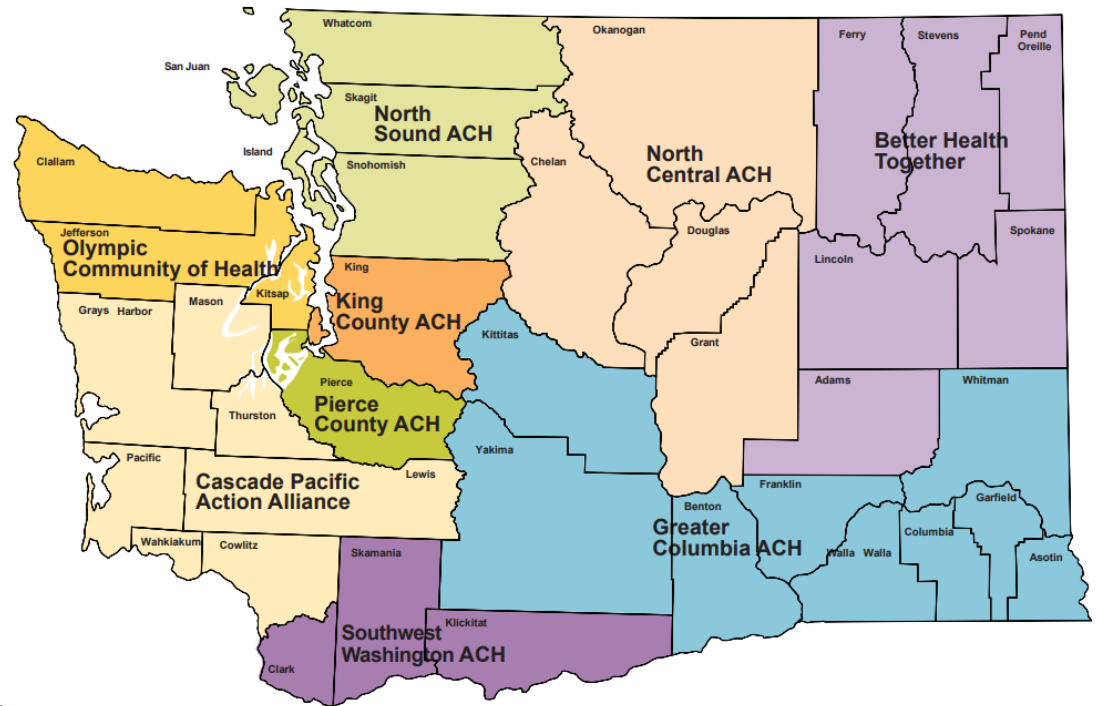 Whatcom
Okanogan
Ferry
Stevens
Pend
Oreille
San Juan
Skagit
North
Sound ACH
Island
Snohomish
Clallam
Chelan
North
Central ACH
Better Health
Together
Jefferson
Olympic
Community of Health
Kitsap
Douglas
Spokane
Lincoln
King
King
County ACH
Mason
Grays Harbor
Kittitas
Grant
Pierce
Pierce
County ACH
Adams
Whitman
Thurston
Pacific
Cascade Pacific
Action Alliance
Lewis
Yakima
Franklin
Garfield
Benton
Greater
Columbia ACH
Walla Walla
Columbia
Asotin
Wahkiakum
Cowlitz
Skamania
Klickitat
Southwest
Washington ACH
Clark